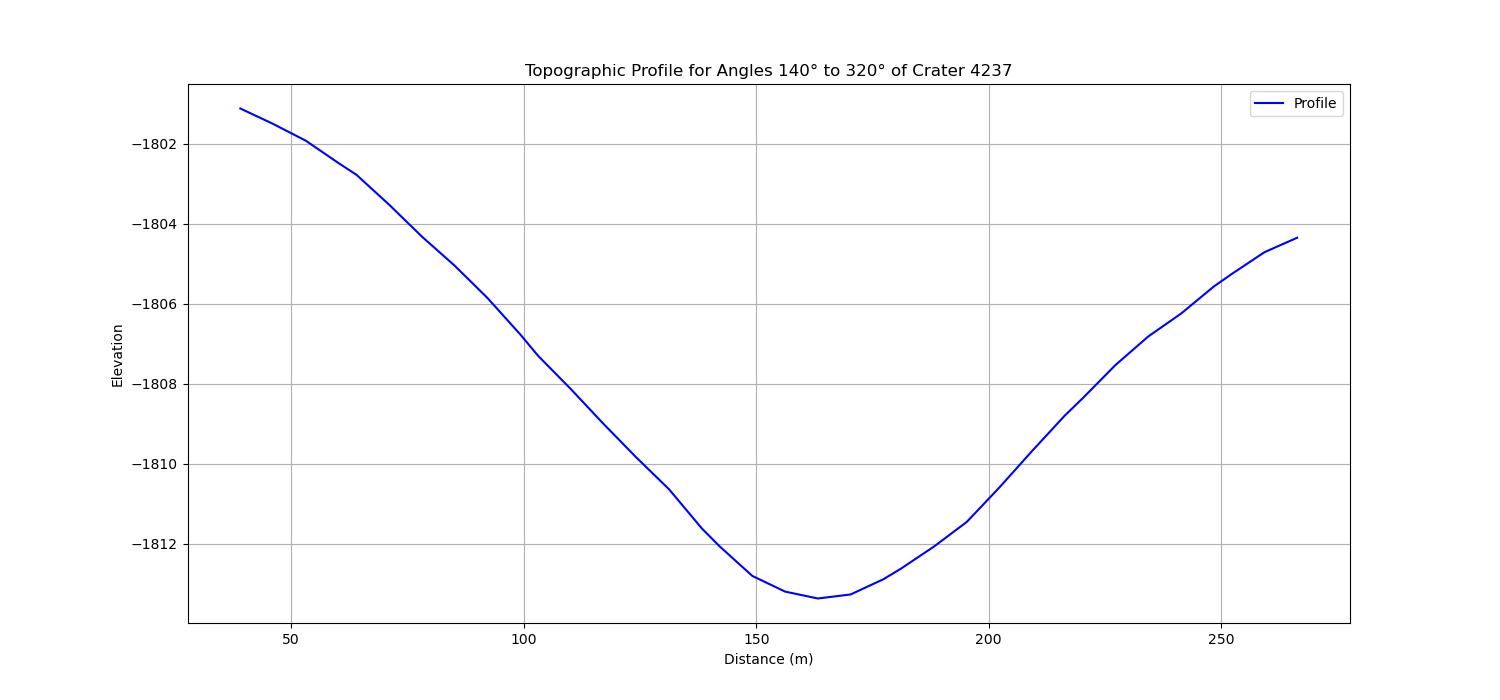 Topographic Profile for Angles 140° to 320° of Crater 4237
Profile
−1802
−1804
−1806
−1808
−1810
−1812
Elevation
50
100
150
200
250
Distance (m)